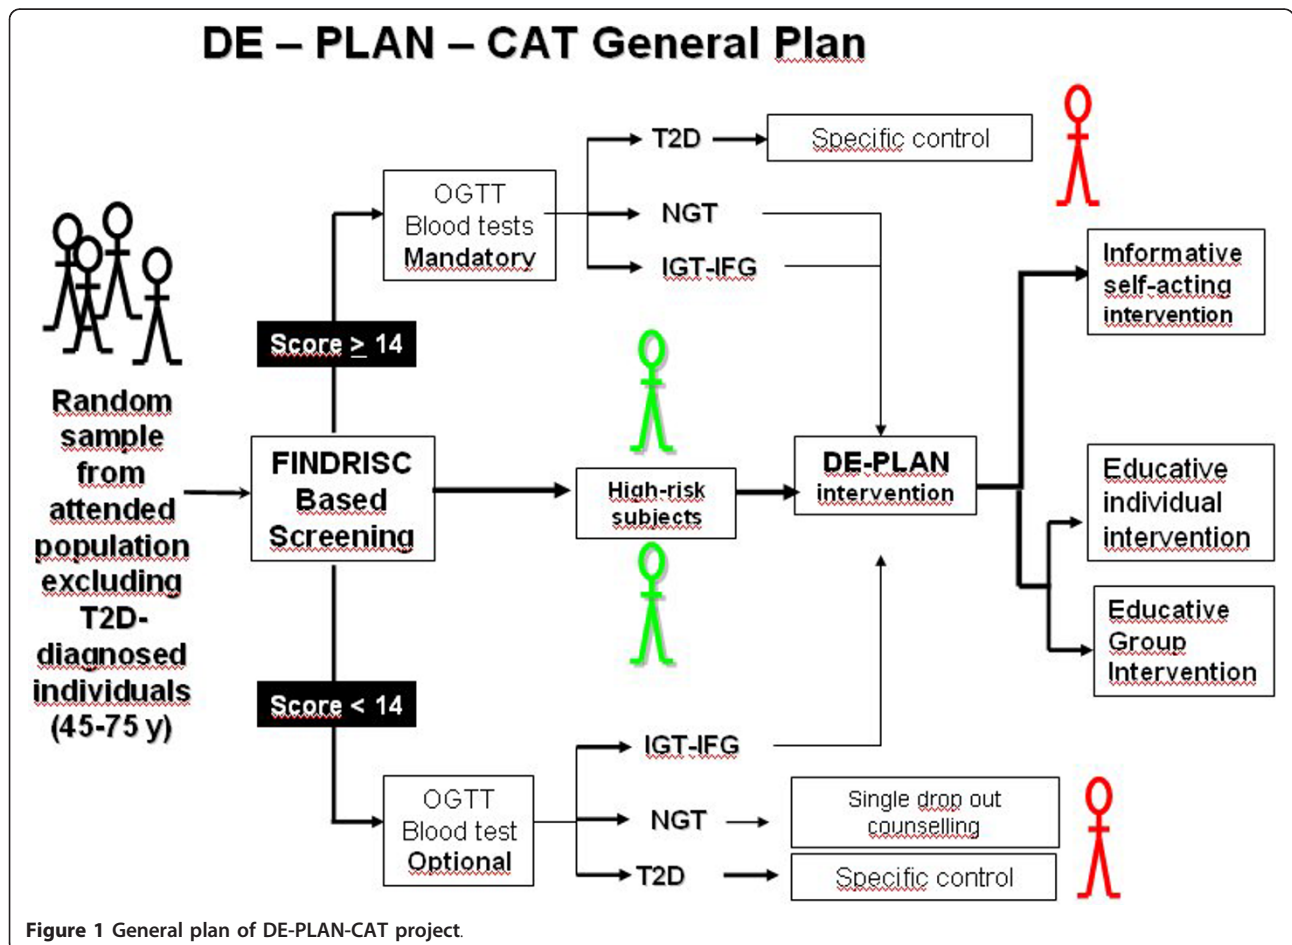 DE – PLAN – CAT General Plan
Random
sample
from
attended
population
excluding
T2D-
diagnosed
individuals
(45-75 y)
FINDRISC
Based
Screening
Score ≥ 14
OGTT
Blood tests
Mandatory
T2D
Specific control
NGT
IGT-IFG
High-risk
subjects
DE-PLAN
intervention
Informative
self-acting
intervention
Educative
individual
intervention
Educative
Group
Intervention
Score < 14
OGTT
Blood test
Optional
IGT-IFG
NGT
Single drop out
counselling
T2D
Specific control
Figure 1 General plan of DE-PLAN-CAT project.